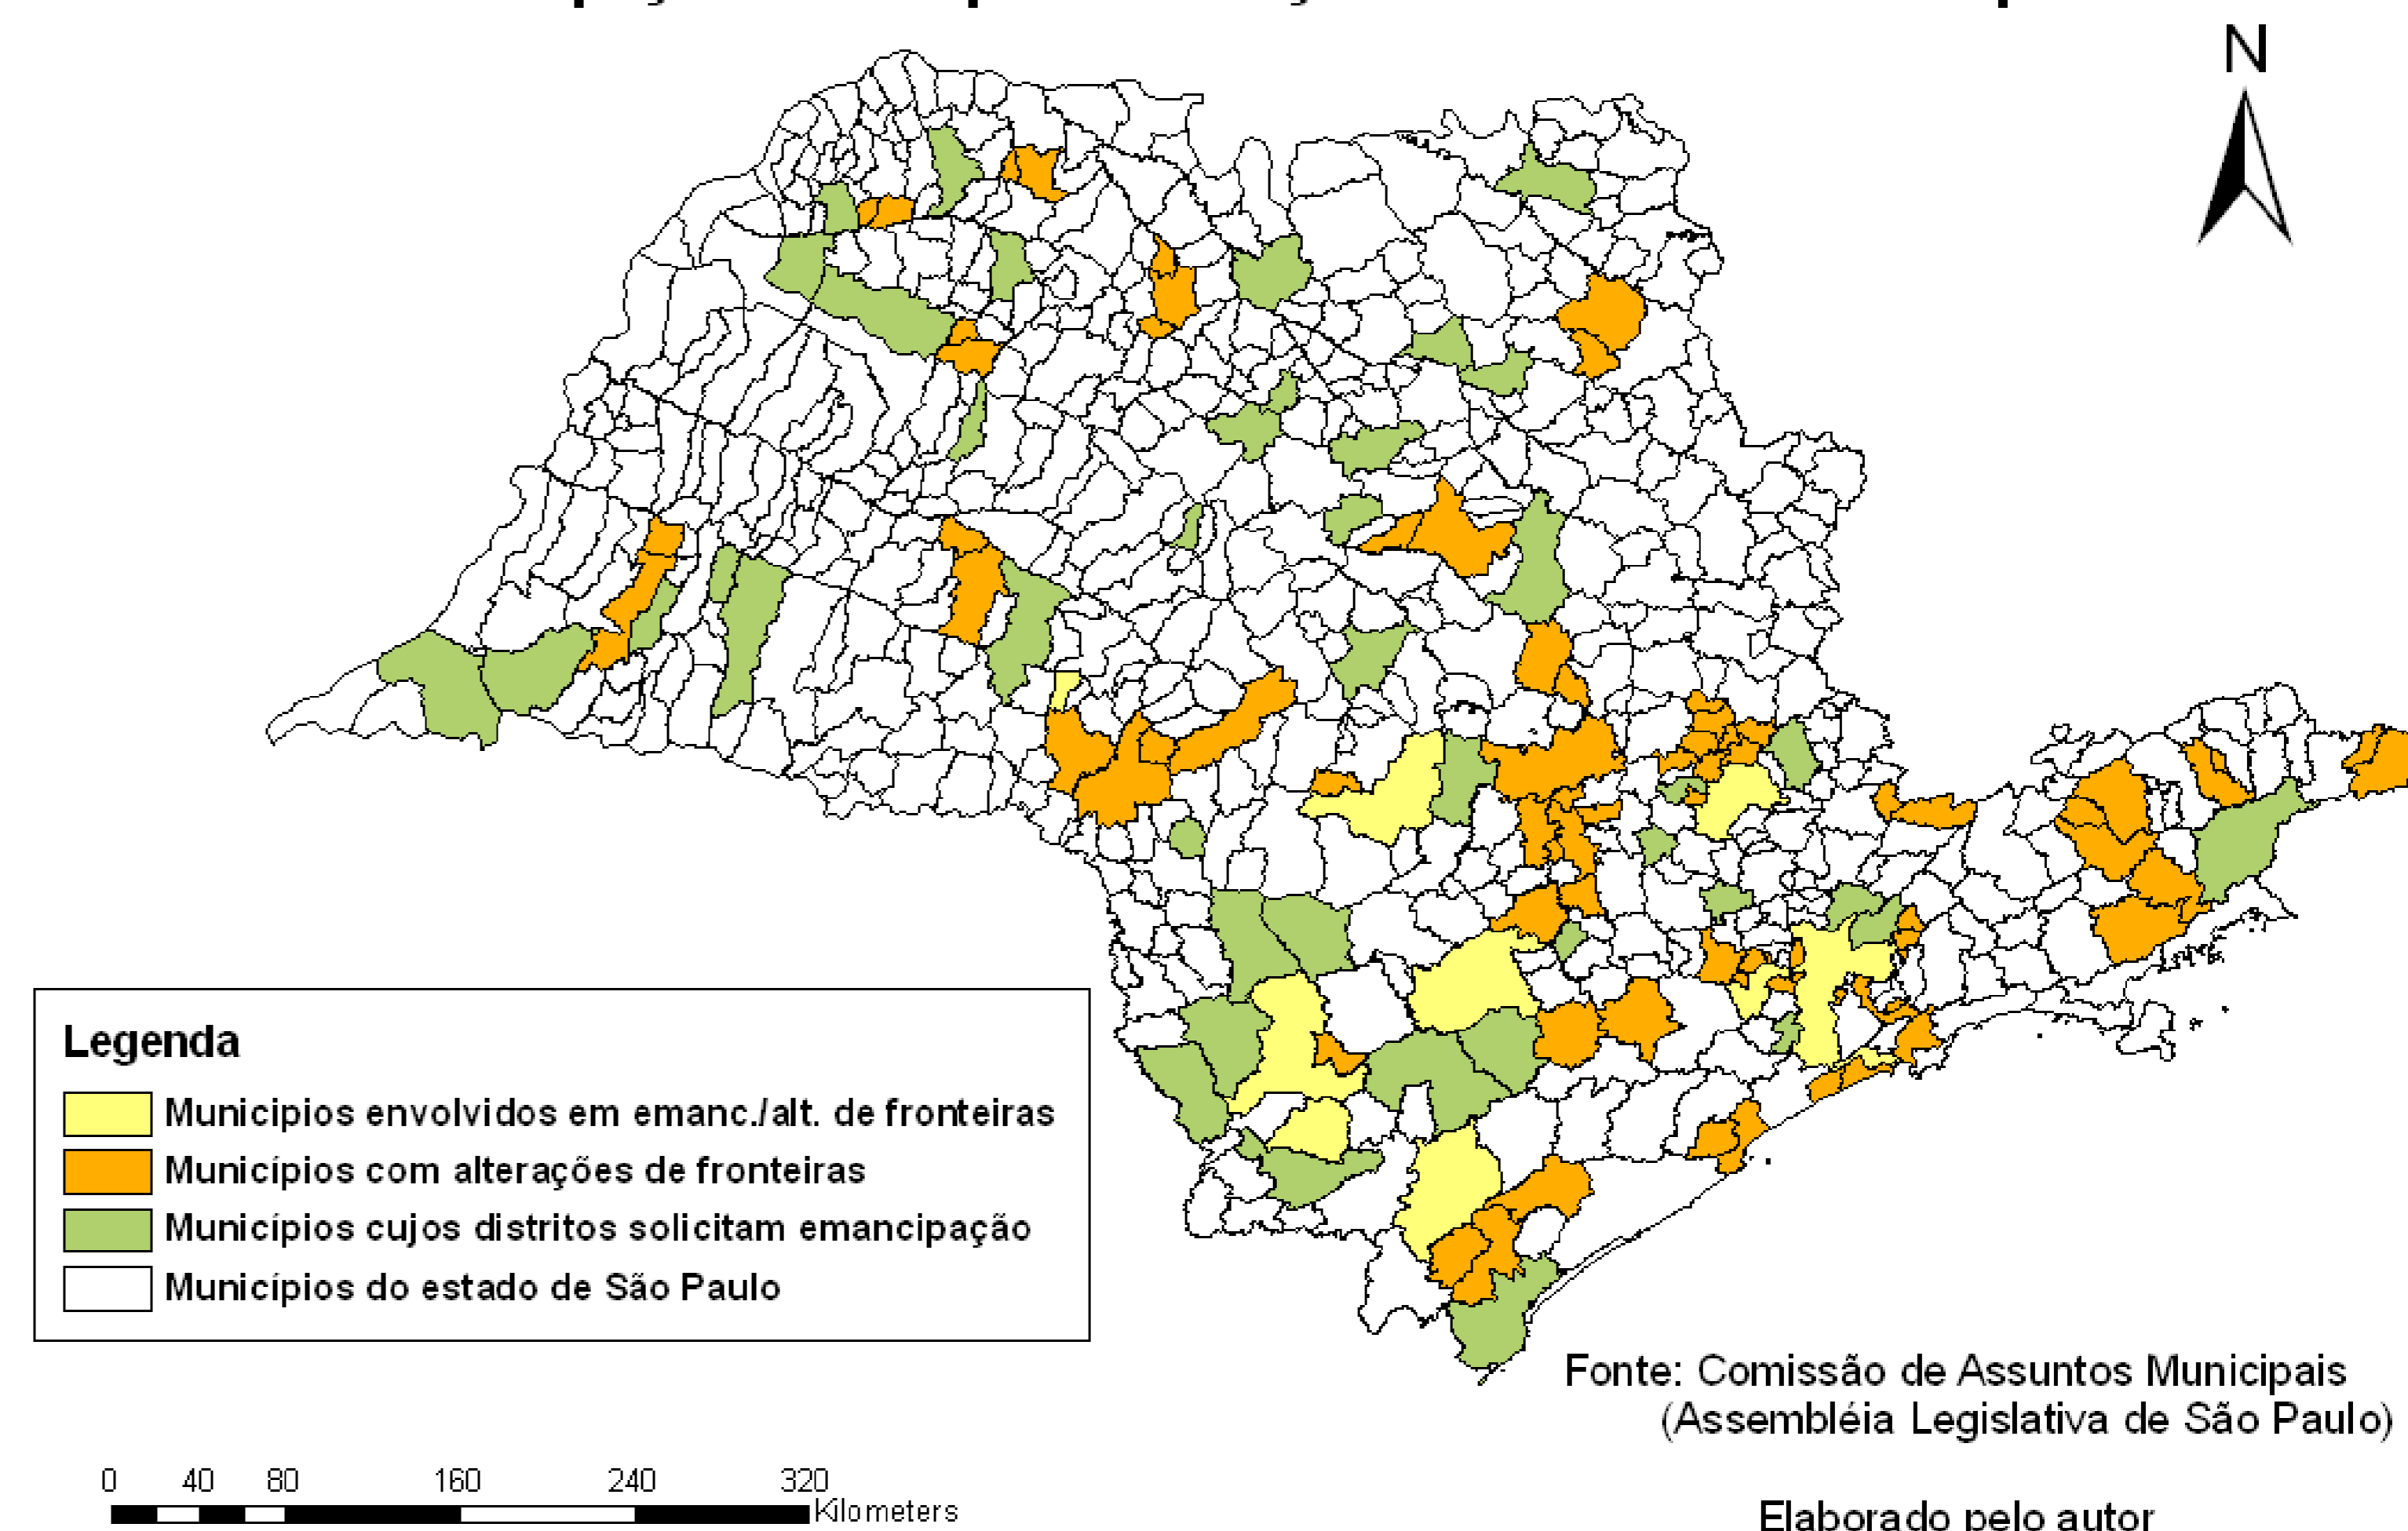 N
Legenda
Municipios envolvidos em emanc./alt. de fronteiras
Municípios com alterações de fronteiras
Municípios cujos distritos solicitam emancipação
Municípios do estado de São Paulo
Fonte: Comissão de Assuntos Municipais
(Assembléia Legislativa de São Paulo)
0 40 80 160 240 320
Kilometers
Elaborado pelo autor